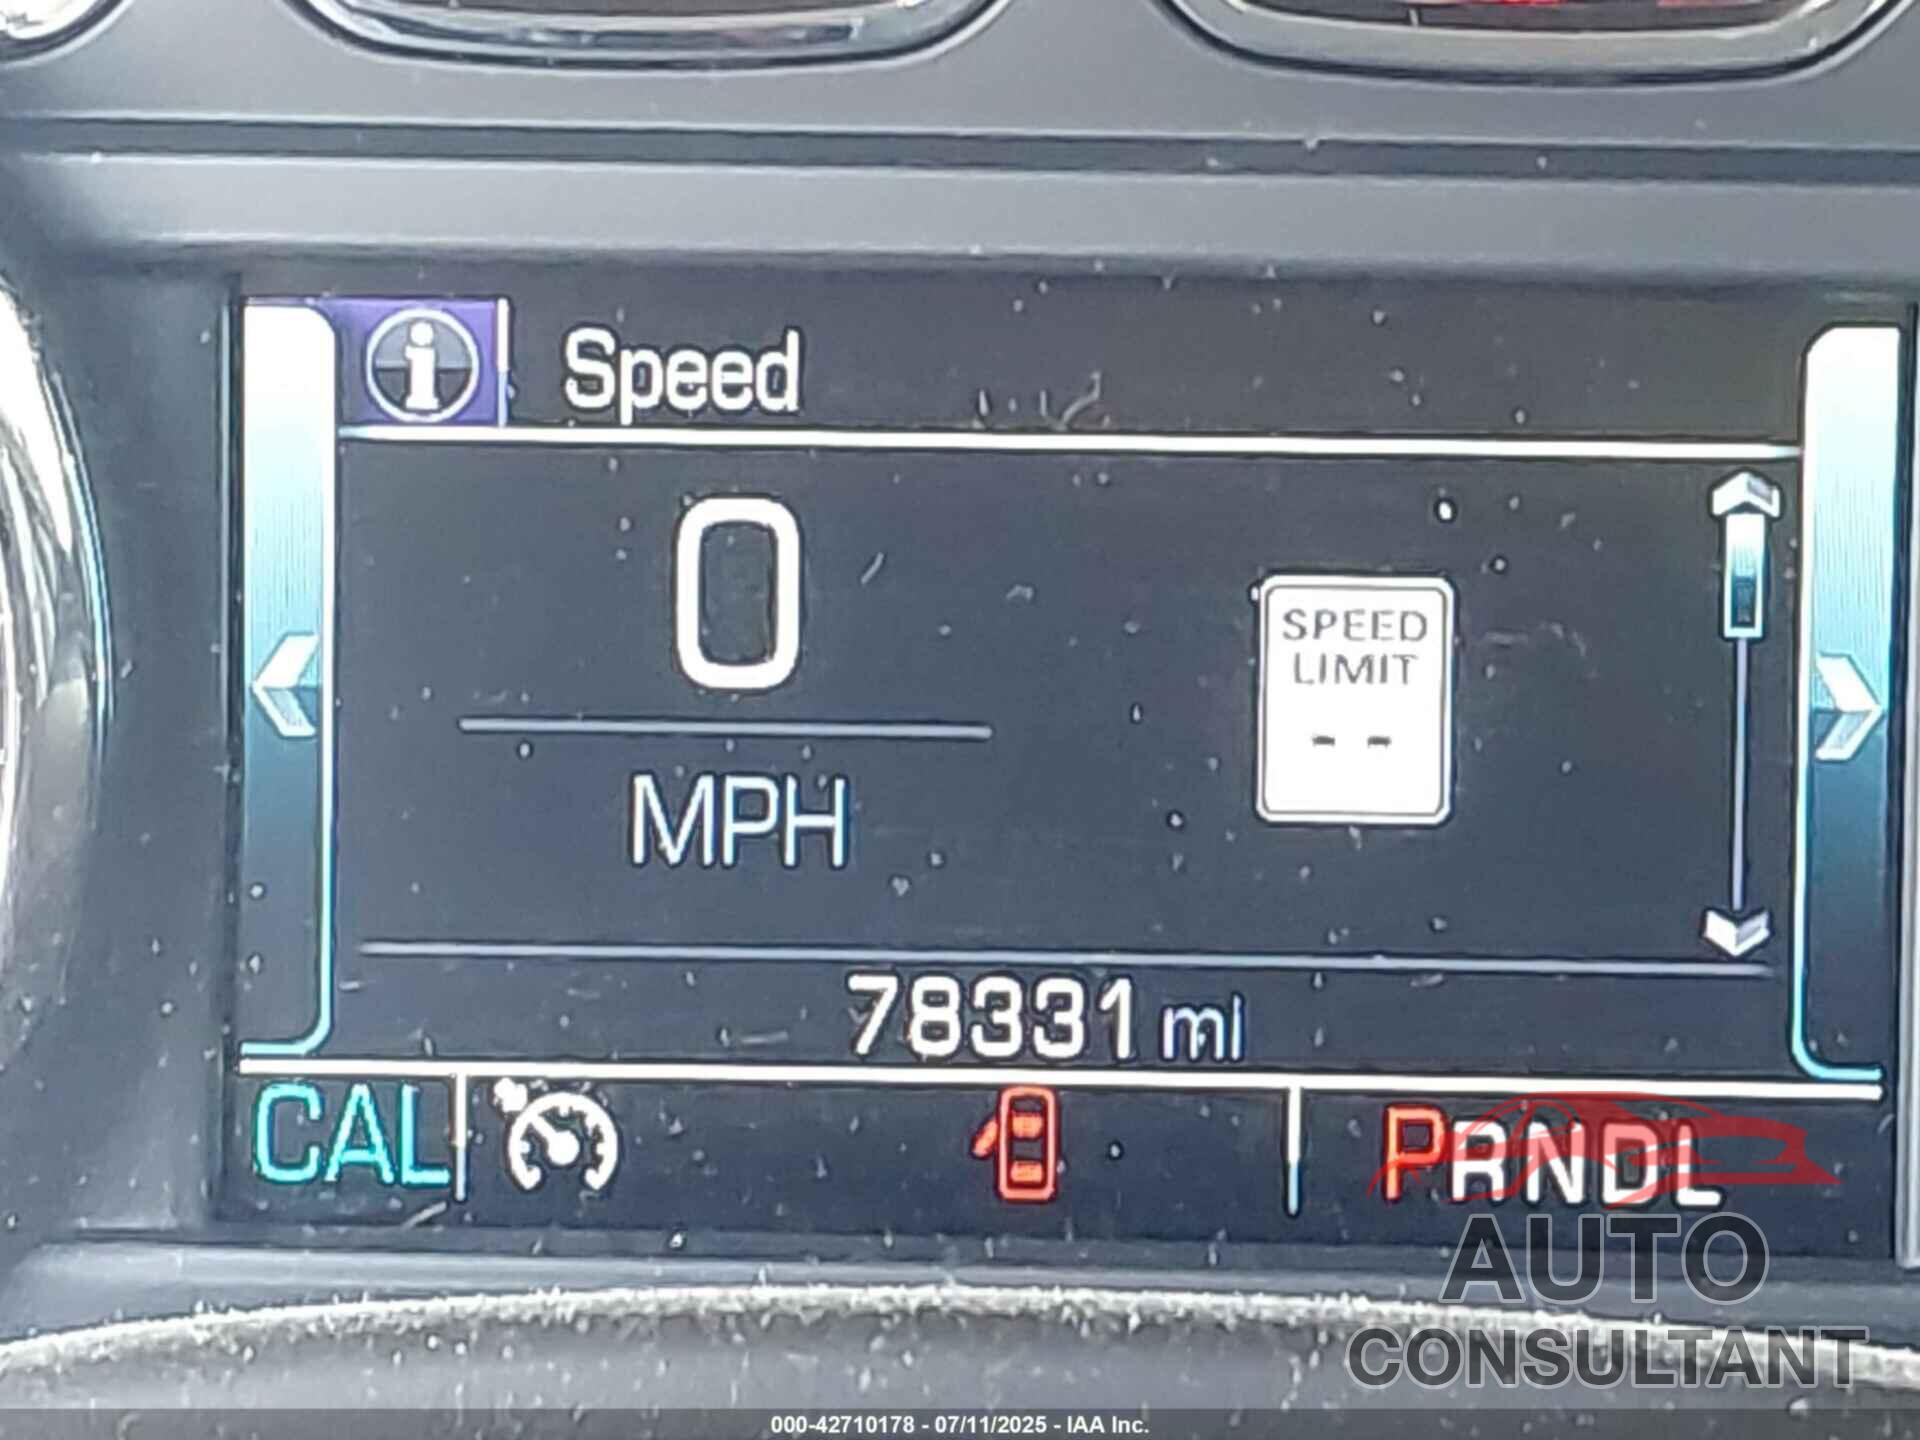 Speed
0
MPH
SPEED
LIMIT
- -
78331 mi
CAL
PRNDL
AUTO
CONSULTANT
000-42710178 - 07/11/2025 - IAA Inc.